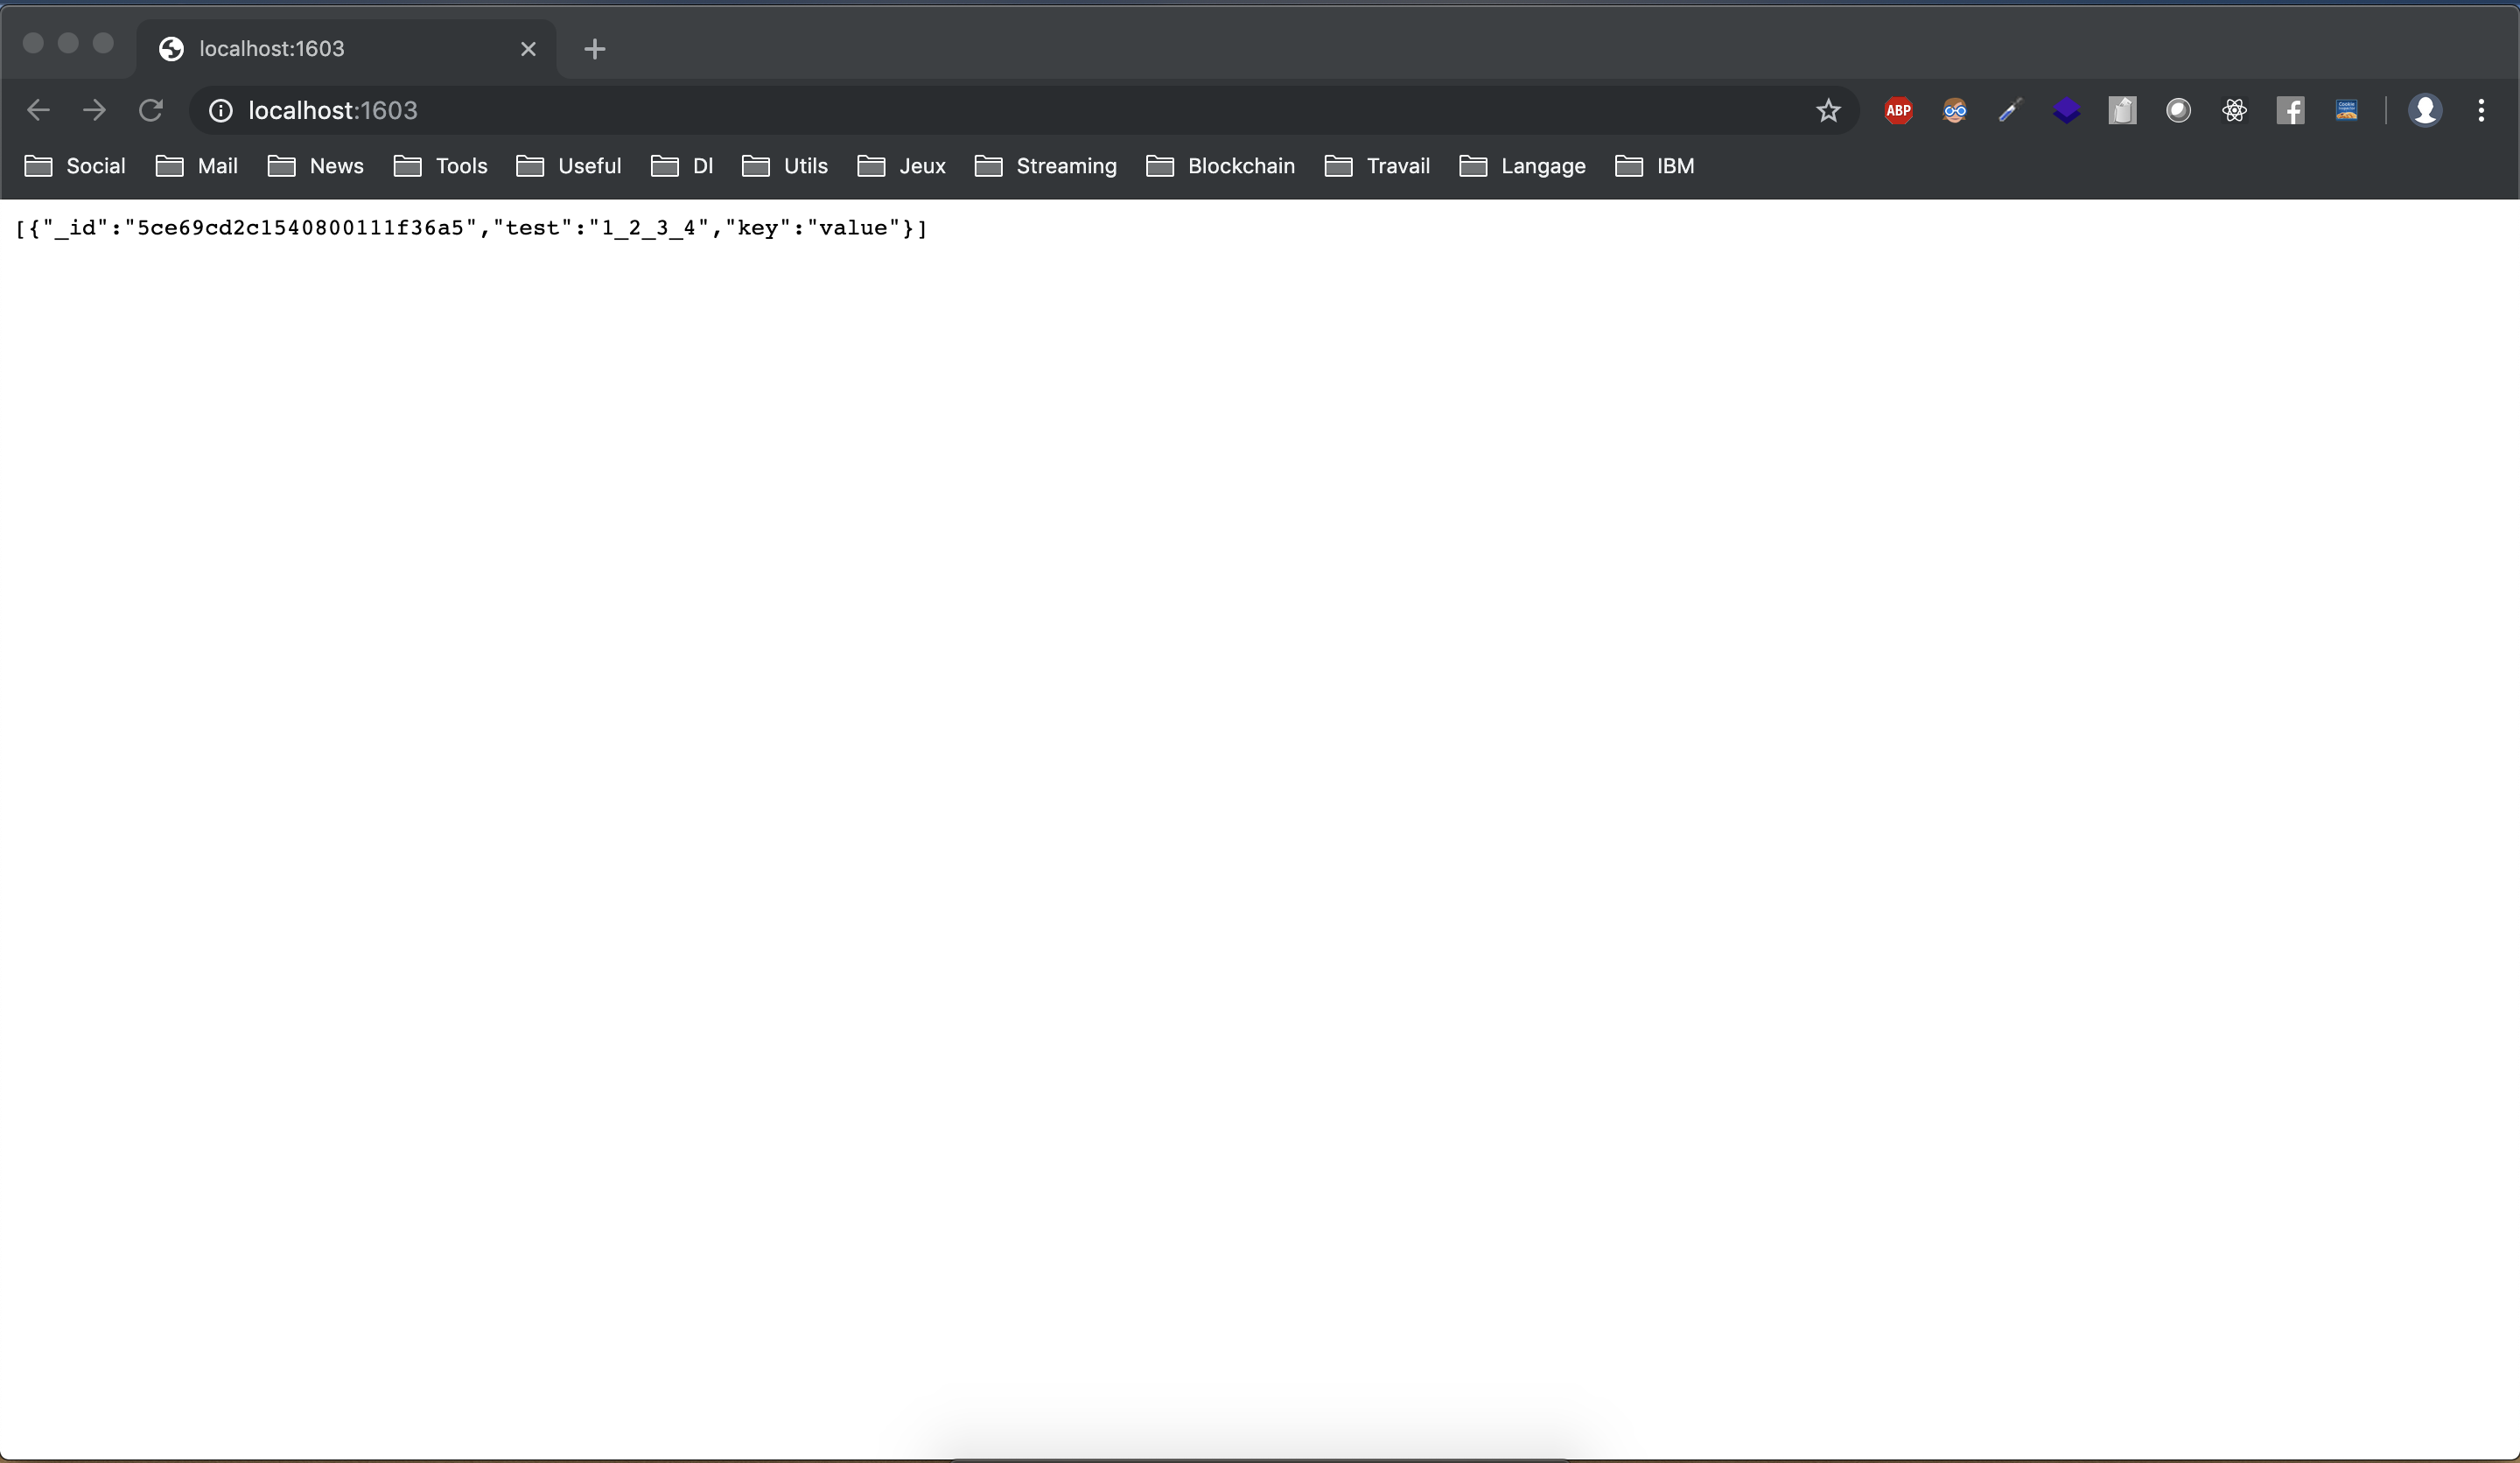 localhost:1603
localhost:1603
ABP
Social Mail News Tools Useful Dl Utils Jeux Streaming Blockchain Travail Langage IBM
[{"_id":"5ce69cd2c1540800111f36a5","test":"1_2_3_4","key":"value"}]